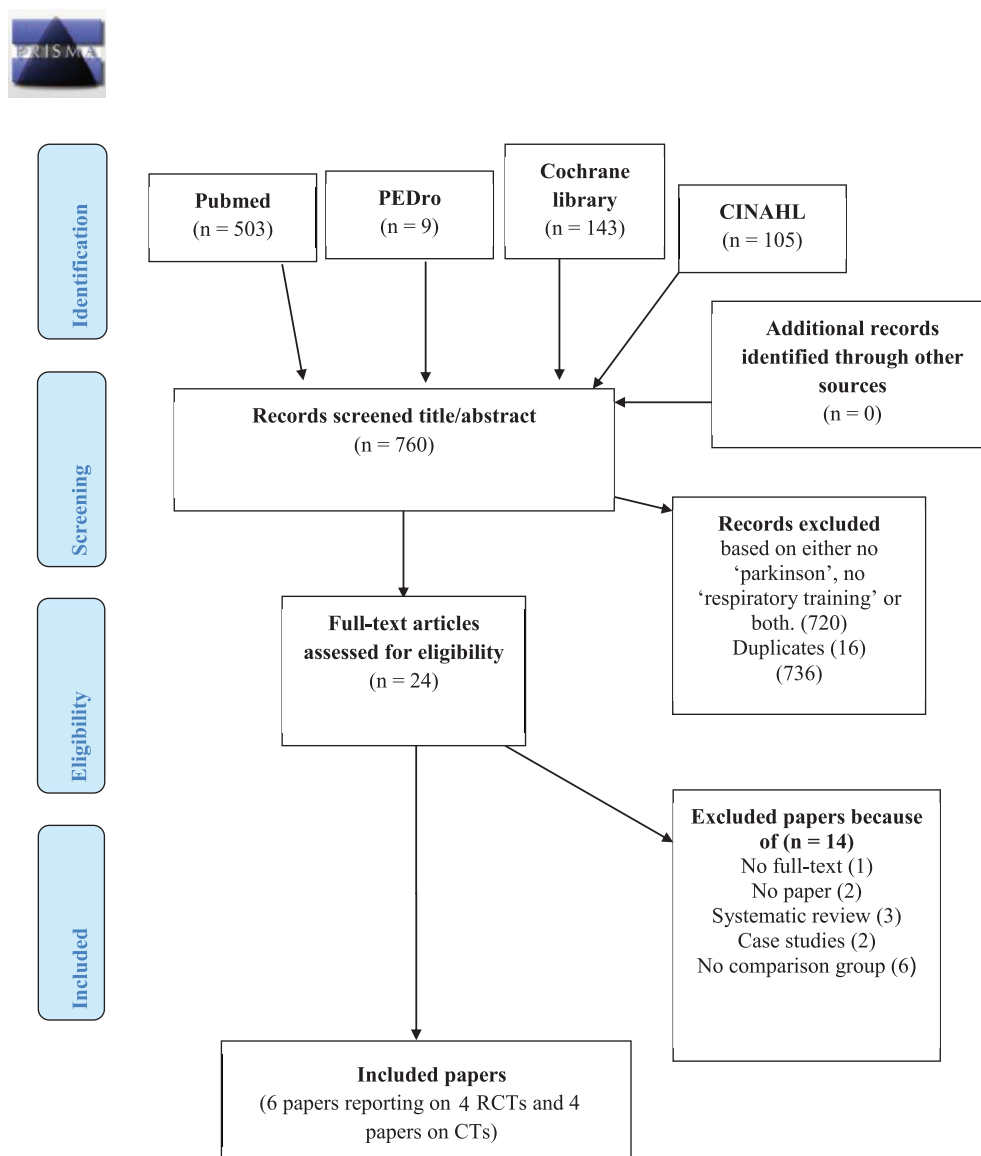 PRISMA
Identification
Pubmed
(n = 503)
PEDro
(n = 9)
Cochrane
library
(n = 143)
CINAHL
(n = 105)
Additional records
identified through other
sources
(n = 0)
Screening
Records screened title/abstract
(n = 760)
Records excluded
based on either no
‘parkinson’, no
‘respiratory training’ or
both. (720)
Duplicates (16)
(736)
Eligibility
Full-text articles
assessed for eligibility
(n = 24)
Excluded papers because
of (n = 14)
No full-text (1)
No paper (2)
Systematic review (3)
Case studies (2)
No comparison group (6)
Included
Included papers
(6 papers reporting on 4 RCTs and 4
papers on CTs)